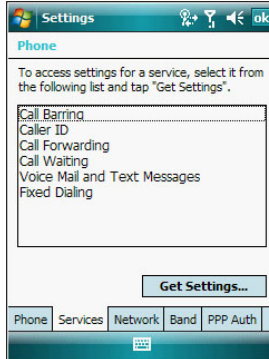 Settings
ok
Phone
To access settings for a service, select it from
the following list and tap "Get Settings".
Call Barring
Caller ID
Call Forwarding
Call Waiting
Voice Mail and Text Messages
Fixed Dialing
Get Settings...
Phone Services Network Band PPP Auth